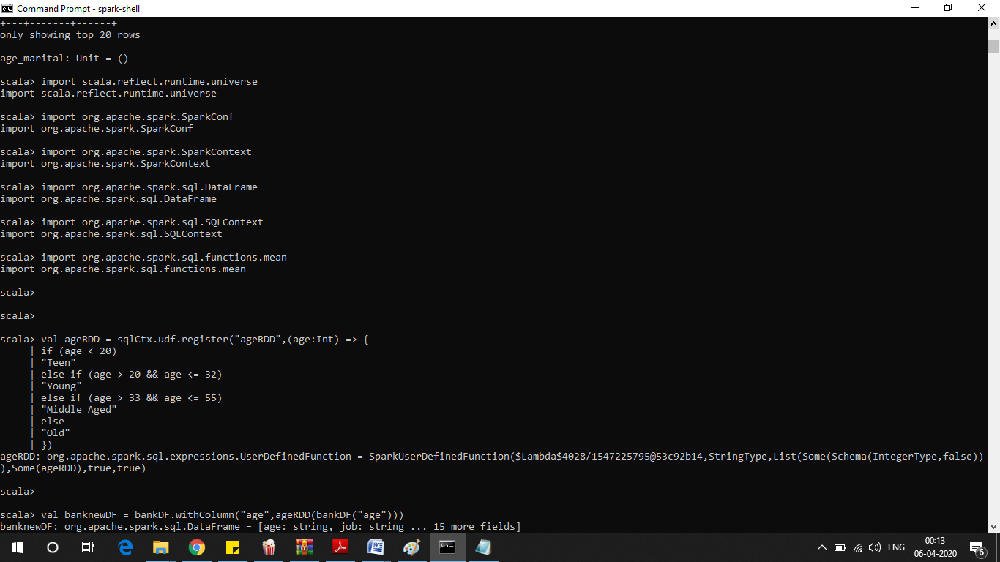 Command Prompt - spark-shell
+---+-------+------+
only showing top 20 rows
age_marital: Unit = ()
scala> import scala.reflect.runtime.universe
import scala.reflect.runtime.universe
scala> import org.apache.spark.SparkConf
import org.apache.spark.SparkConf
scala> import org.apache.spark.SparkContext
import org.apache.spark.SparkContext
scala> import org.apache.spark.sql.DataFrame
import org.apache.spark.sql.DataFrame
scala> import org.apache.spark.sql.SQLContext
import org.apache.spark.sql.SQLContext
scala> import org.apache.spark.sql.functions.mean
import org.apache.spark.sql.functions.mean
scala>
scala>
scala> val ageRDD = sqlCtx.udf.register("ageRDD",(age:Int) => {
| if (age < 20)
| "Teen"
| else if (age > 20 && age <= 32)
| "Young"
| else if (age > 33 && age <= 55)
| "Middle Aged"
| else
| "Old"
| })
ageRDD: org.apache.spark.sql.expressions.UserDefinedFunction = SparkUserDefinedFunction($Lambda$4028/1547225795@53c92b14,StringType,List(Some(Schema(IntegerType,false))
),Some(ageRDD),true,true)
scala>
scala> val banknewDF = bankDF.withColumn("age",ageRDD(bankDF("age")))
banknewDF: org.apache.spark.sql.DataFrame = [age: string, job: string ... 15 more fields]
ENG
00:13
06-04-2020
6